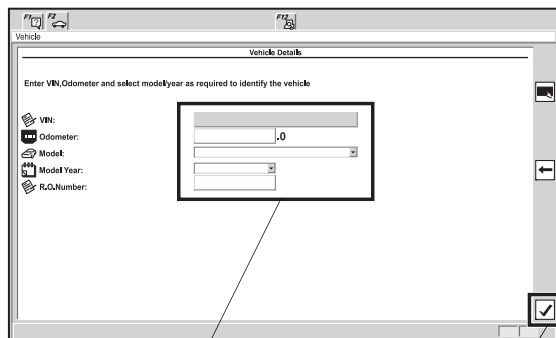 F1 F2 F12
Vehicle
Vehicle Details
Enter VIN,Odometer and select model/year as required to identify the vehicle
VIN:
Odometer: .0
Model:
Model Year:
R.O.Number: